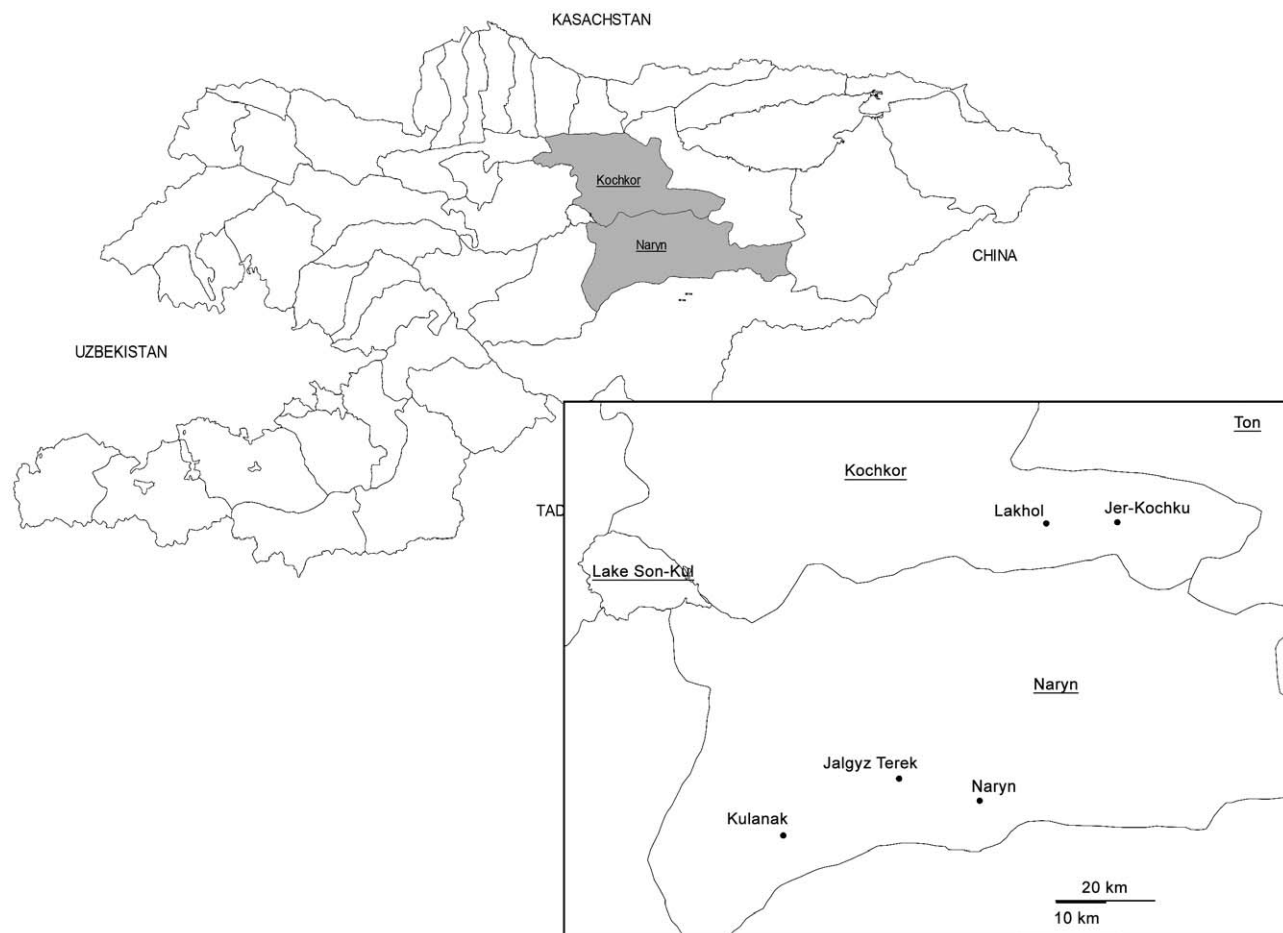 KASACHSTAN
Kochkor
Naryn
CHINA
UZBEKISTAN
TAD
Ton
Kochkor
Lakhol
Jer-Kochku
Lake Son-Kül
Naryn
Jalgyz Terek
Naryn
Kulanak
20 km
10 km